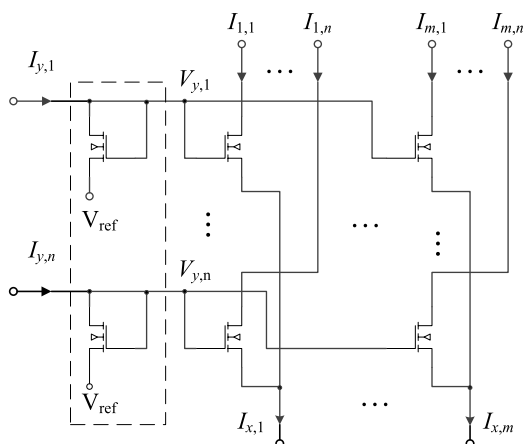 I1,1 I1,n Im,1 Im,n
Iy,1 Vy,1 ... ...
Vref
... ... ...
Iy,n Vy,n
Vref
...
Ix,1 Ix,m